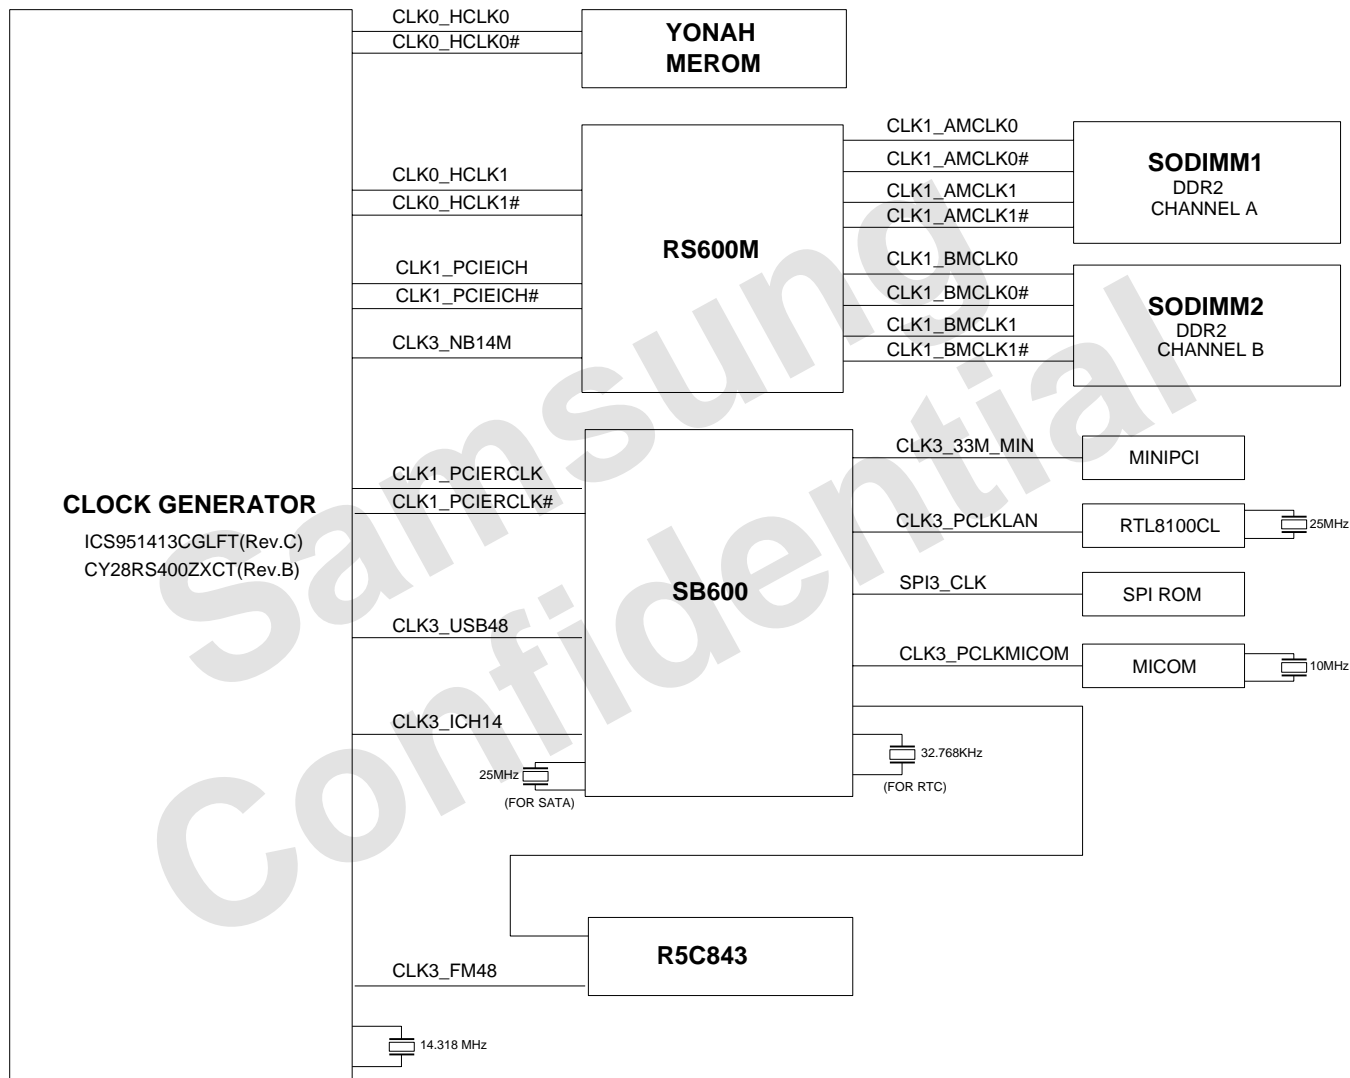 CLK0_HCLK0
CLK0_HCLK0#
YONAH
MEROM
CLK0_HCLK1
CLK0_HCLK1#
CLK1_PCIEICH
CLK1_PCIEICH#
CLK3_NB14M
RS600M
CLK1_AMCLK0
CLK1_AMCLK0#
CLK1_AMCLK1
CLK1_AMCLK1#
CLK1_BMCLK0
CLK1_BMCLK0#
CLK1_BMCLK1
CLK1_BMCLK1#
SODIMM1
DDR2
CHANNEL A
SODIMM2
DDR2
CHANNEL B
CLOCK GENERATOR
ICS951413CGLFT(Rev.C)
CY28RS400ZXCT(Rev.B)
CLK1_PCIERCLK
CLK1_PCIERCLK#
CLK3_USB48
CLK3_ICH14
25MHz
(FOR SATA)
SB600
CLK3_33M_MIN
MINIPCI
CLK3_PCLKLAN
RTL8100CL
25MHz
SPI3_CLK
SPI ROM
CLK3_PCLKMICOM
MICOM
10MHz
32.768KHz
(FOR RTC)
CLK3_FM48
R5C843
14.318 MHz
Samsung
Confidential